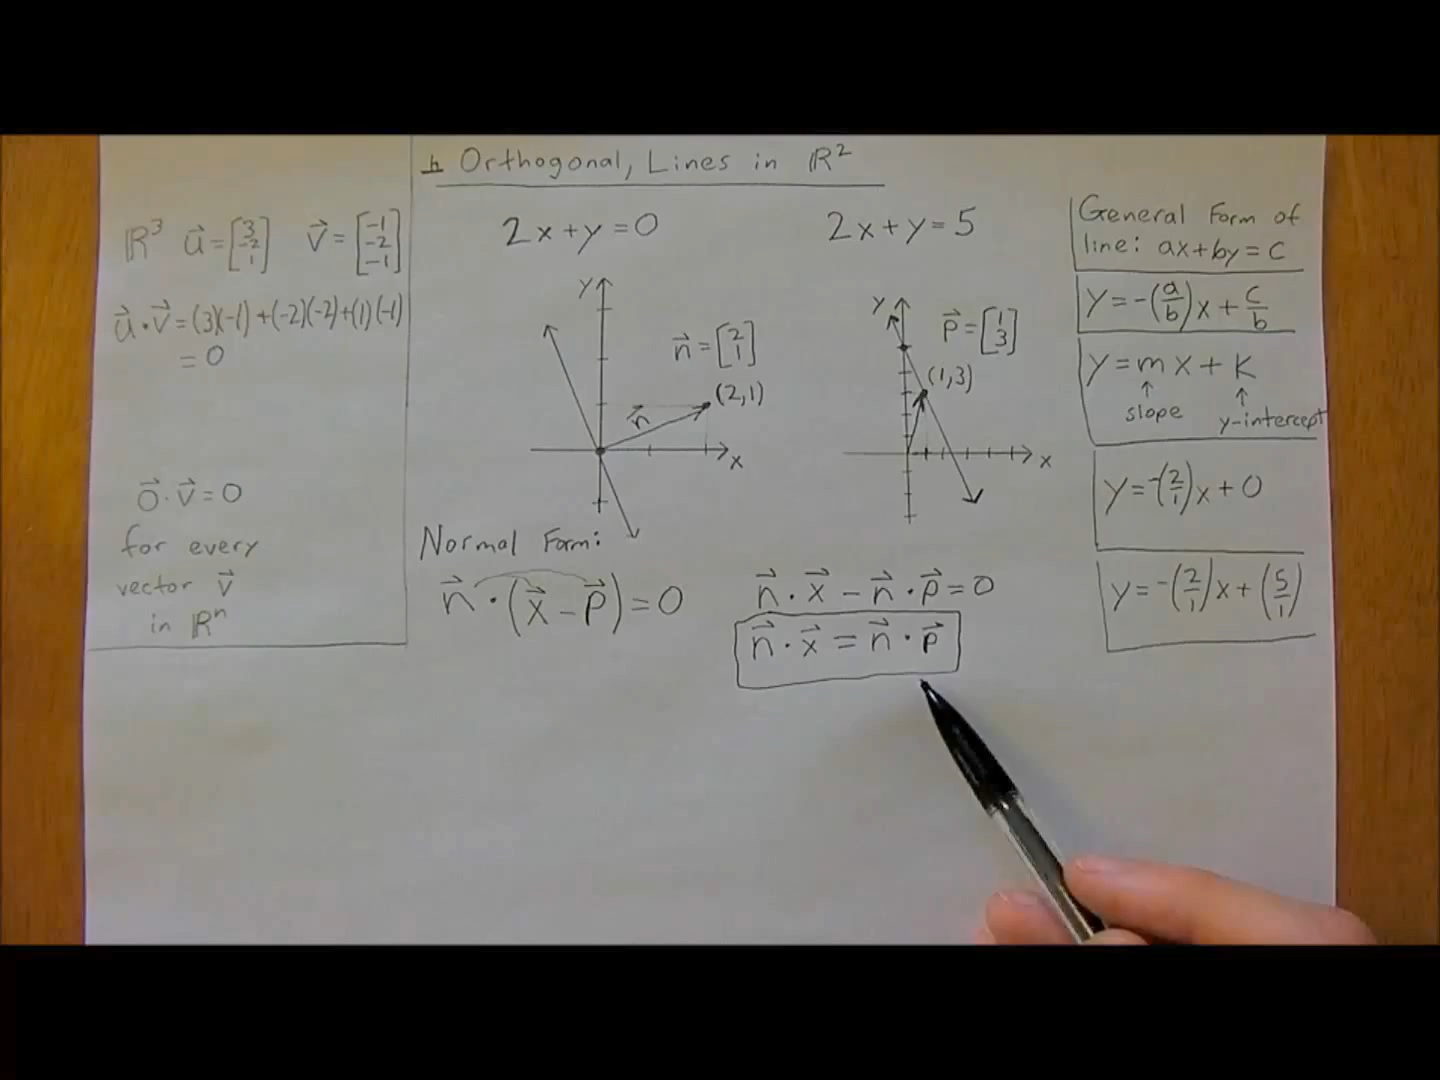 h Orthogonal, Lines in ℝ²
ℝ³ u⃗ = [3 -2 1] v⃗ = [-1 -2 -1]
u⃗ · v⃗ = (3)(-1) + (-2)(-2) + (1)(-1)
= 0
0⃗ · v⃗ = 0
for every
vector v⃗
in ℝⁿ
2x + y = 0
y
n⃗ = [2 1]
(2,1)
n⃗
x
2x + y = 5
y
p⃗ = [1 3]
(1,3)
x
Normal Form:
n⃗ · (x⃗ - p⃗) = 0
n⃗ · x⃗ - n⃗ · p⃗ = 0
n⃗ · x⃗ = n⃗ · p⃗
General Form of
line: ax + by = c
y = -(a/b)x + c/b
y = mx + k
↑ ↑
slope y-intercept
y = -(2/1)x + 0
y = -(2/1)x + (5/1)